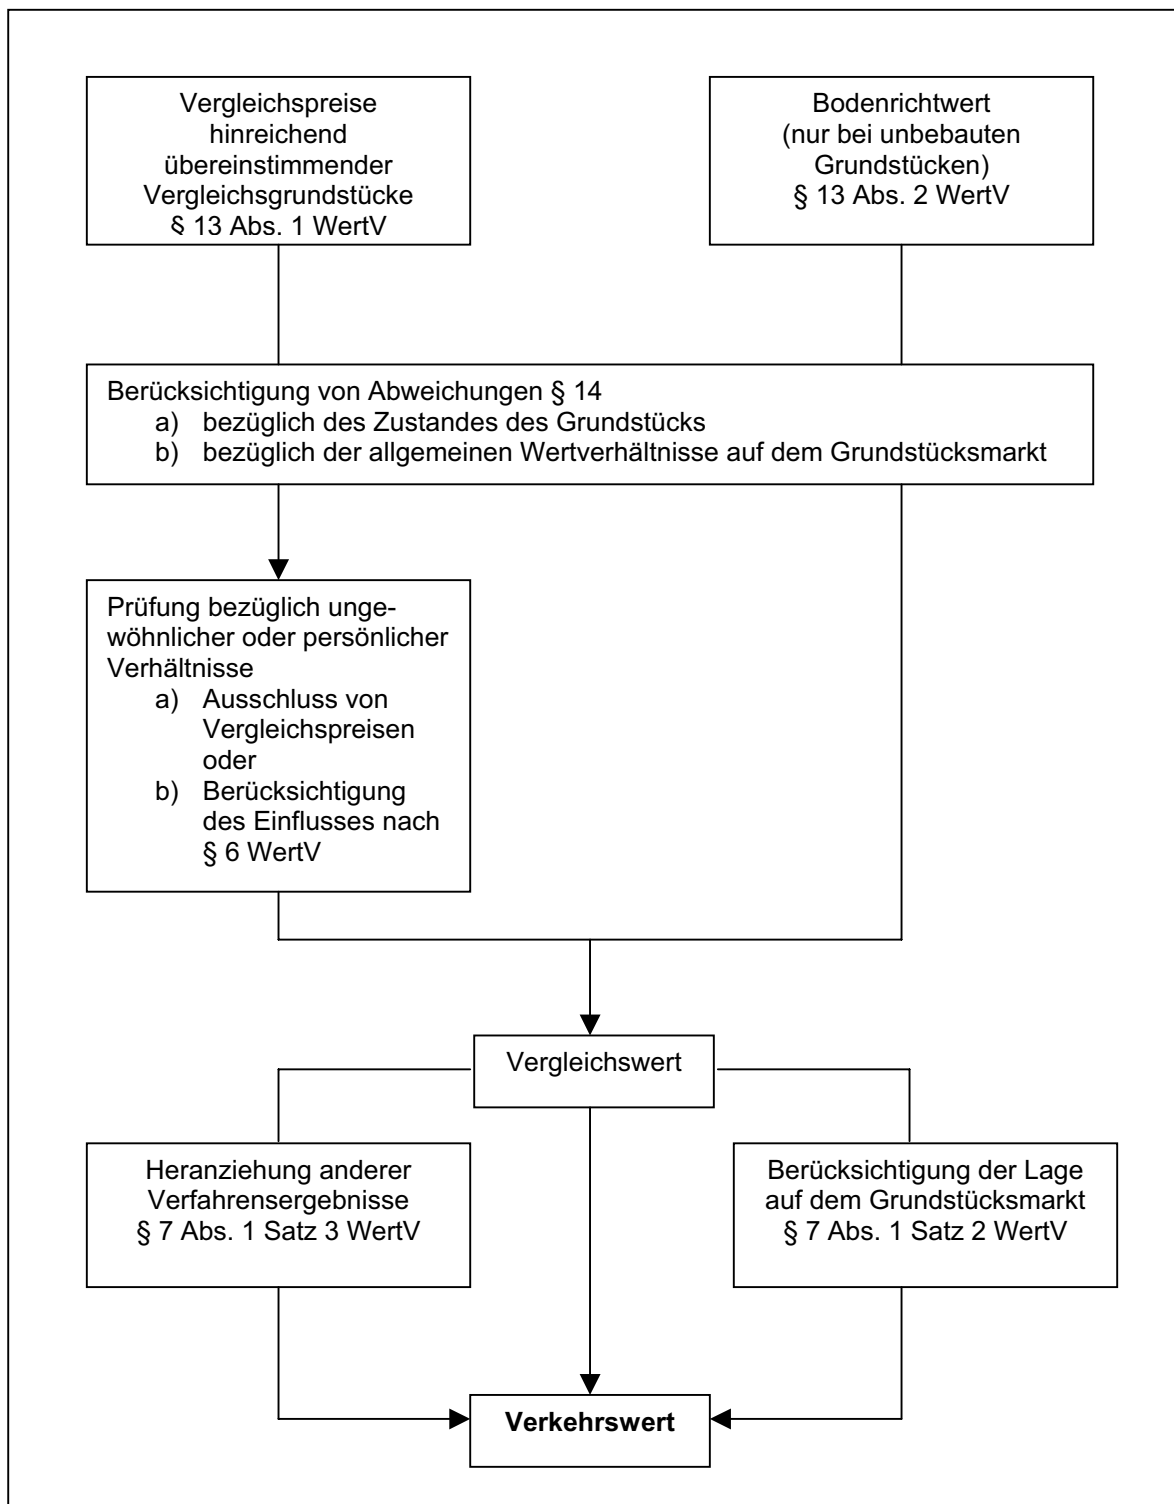 Vergleichspreise
hinreichend
übereinstimmender
Vergleichsgrundstücke
§ 13 Abs. 1 WertV
Bodenrichtwert
(nur bei unbebauten
Grundstücken)
§ 13 Abs. 2 WertV
Berücksichtigung von Abweichungen § 14
a) bezüglich des Zustandes des Grundstücks
b) bezüglich der allgemeinen Wertverhältnisse auf dem Grundstücksmarkt
Prüfung bezüglich unge-
wöhnlicher oder persönlicher
Verhältnisse
a) Ausschluss von
Vergleichspreisen
oder
b) Berücksichtigung
des Einflusses nach
§ 6 WertV
Vergleichswert
Heranziehung anderer
Verfahrensergebnisse
§ 7 Abs. 1 Satz 3 WertV
Berücksichtigung der Lage
auf dem Grundstücksmarkt
§ 7 Abs. 1 Satz 2 WertV
Verkehrswert